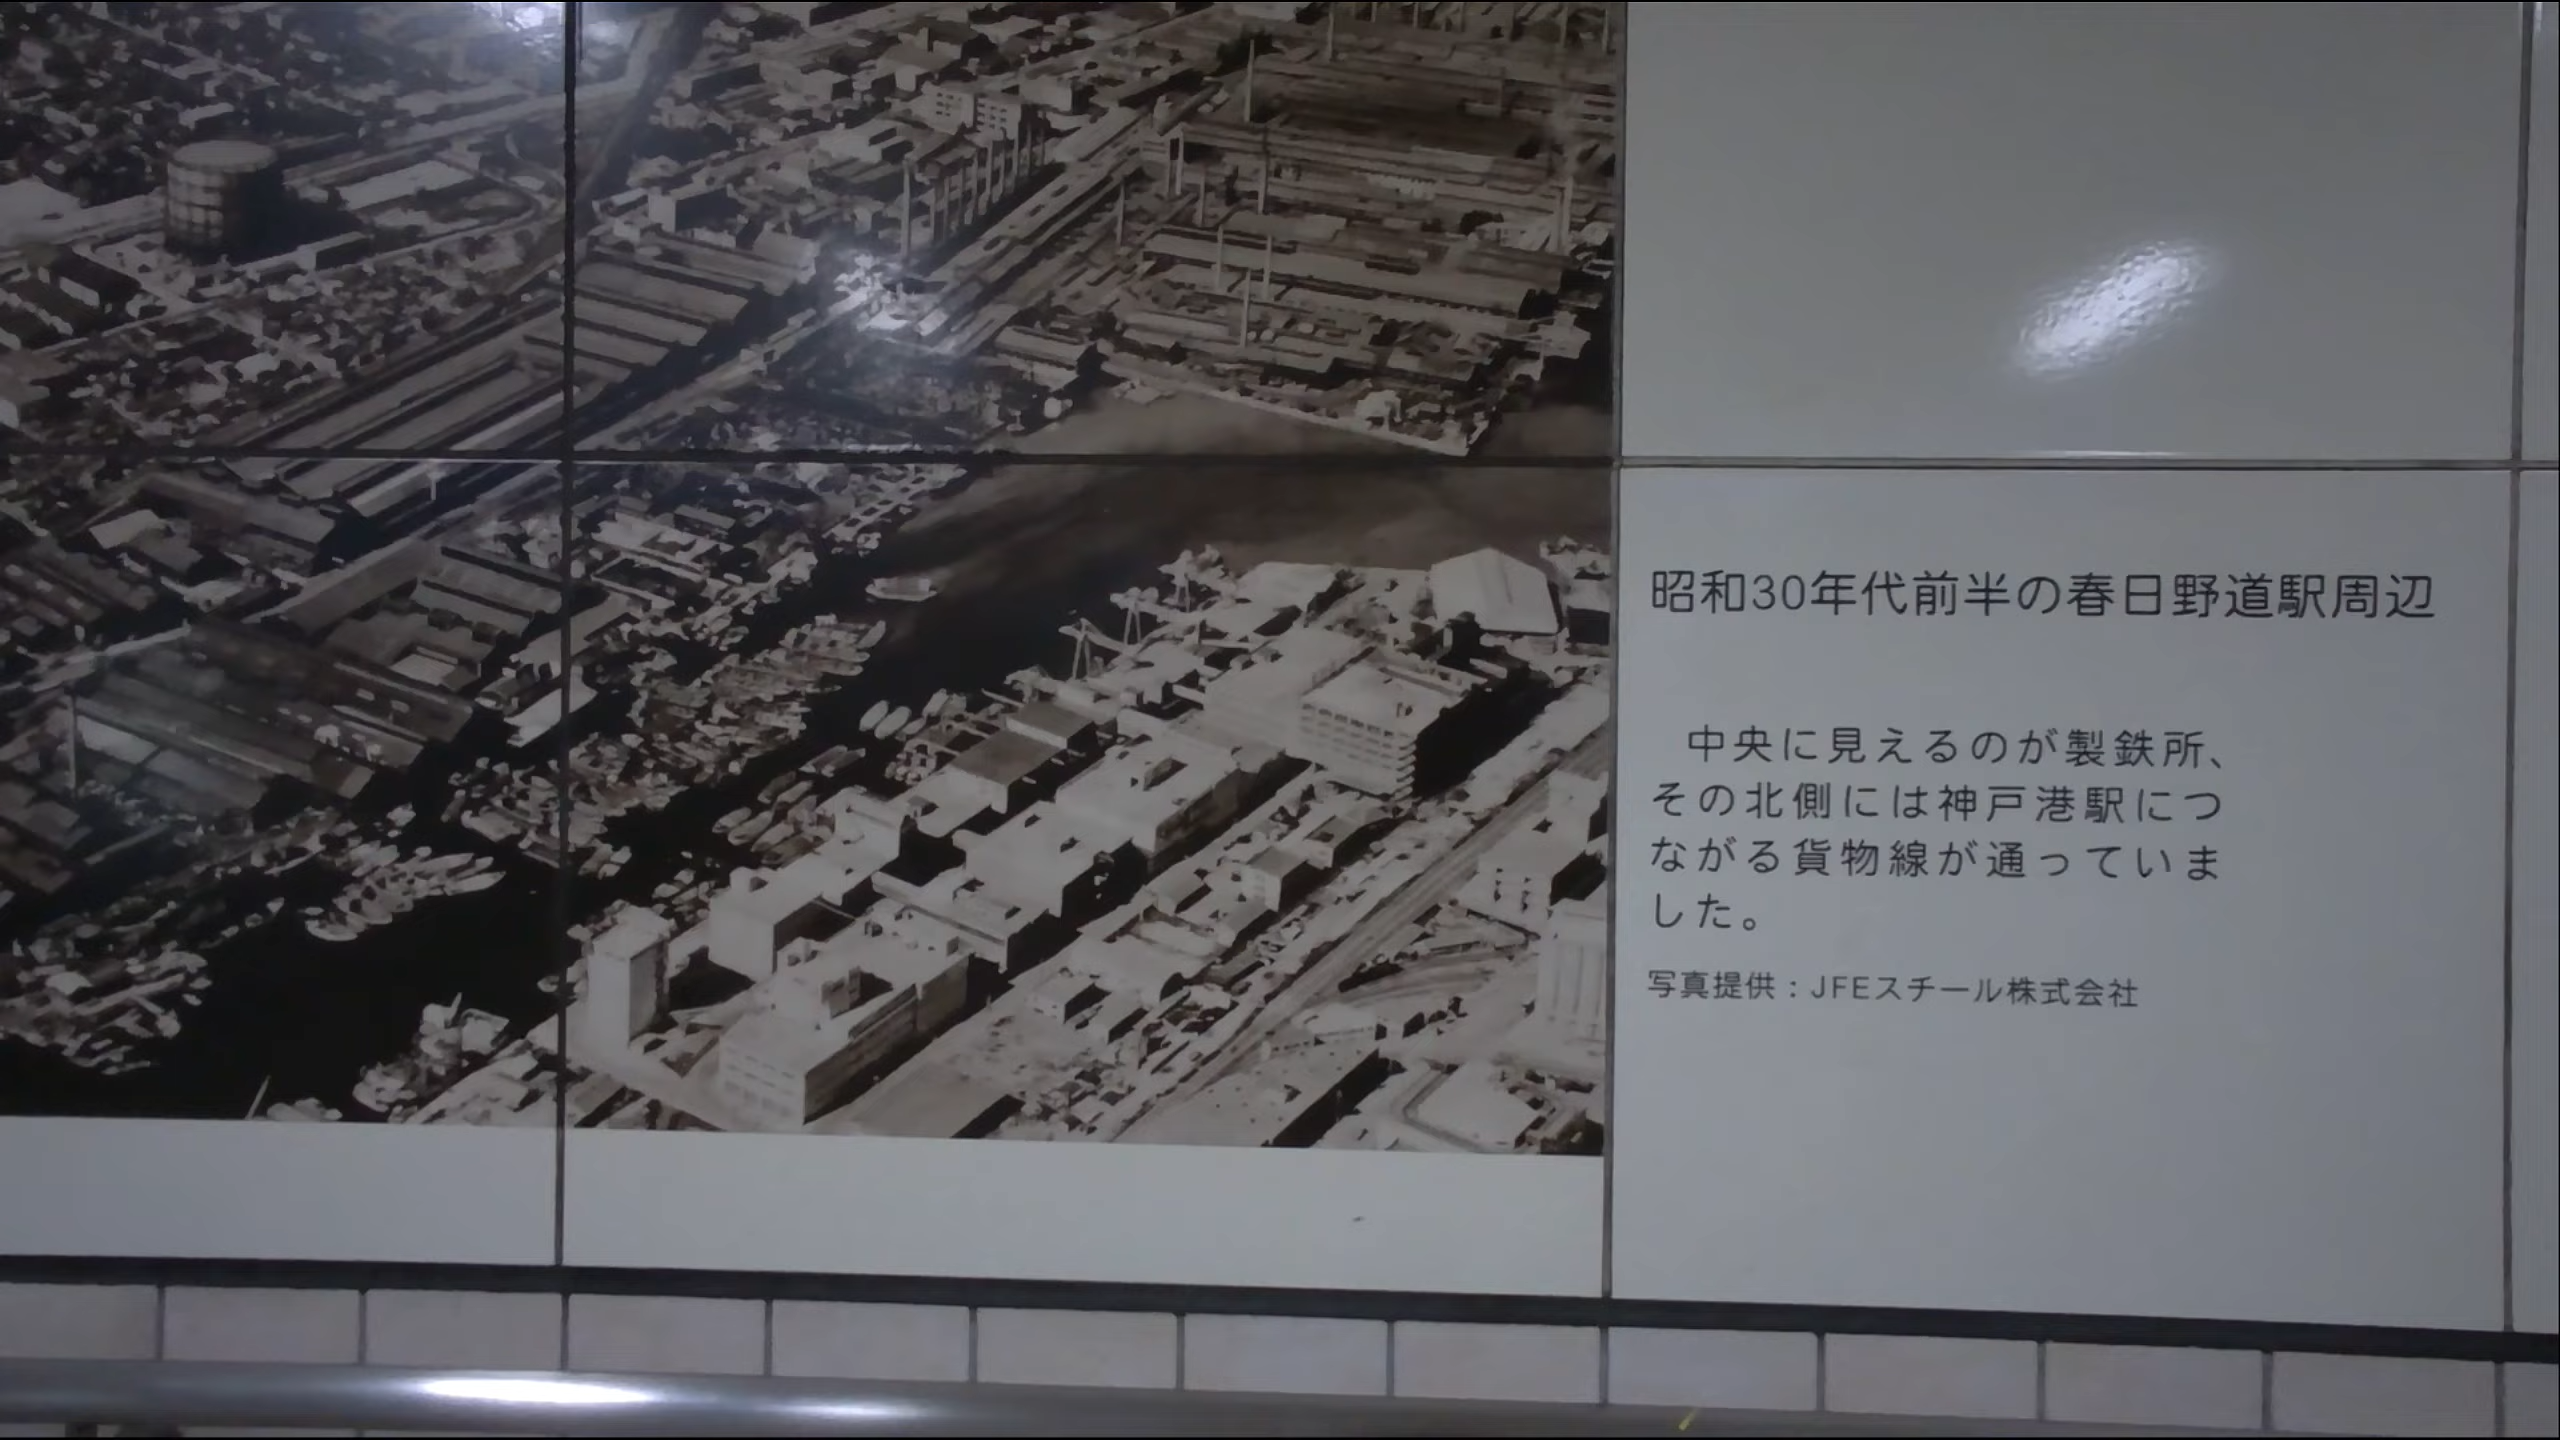 昭和30年代前半の春日野道駅周辺
中央に見えるのが製鉄所、
その北側には神戸港駅につ
ながる貨物線が通っていま
した。
写真提供：JFEスチール株式会社